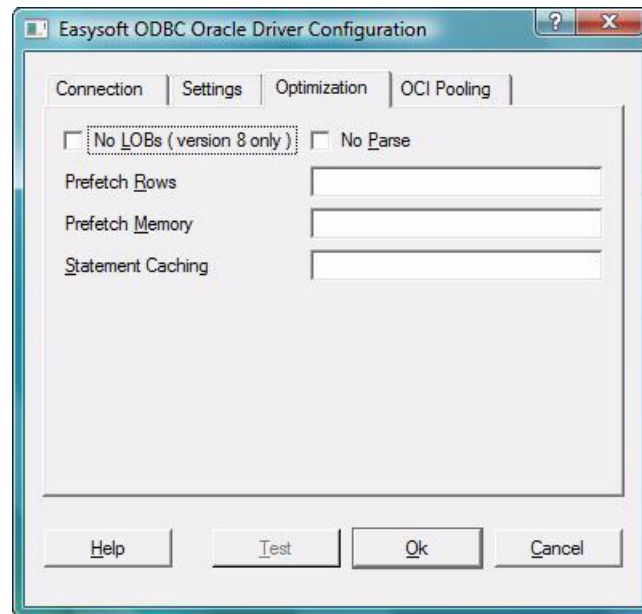 Easysoft ODBC Oracle Driver Configuration
? X
Connection Settings Optimization OCI Pooling
No LOBs ( version 8 only ) No Parse
Prefetch Rows
Prefetch Memory
Statement Caching
Help Test Ok Cancel